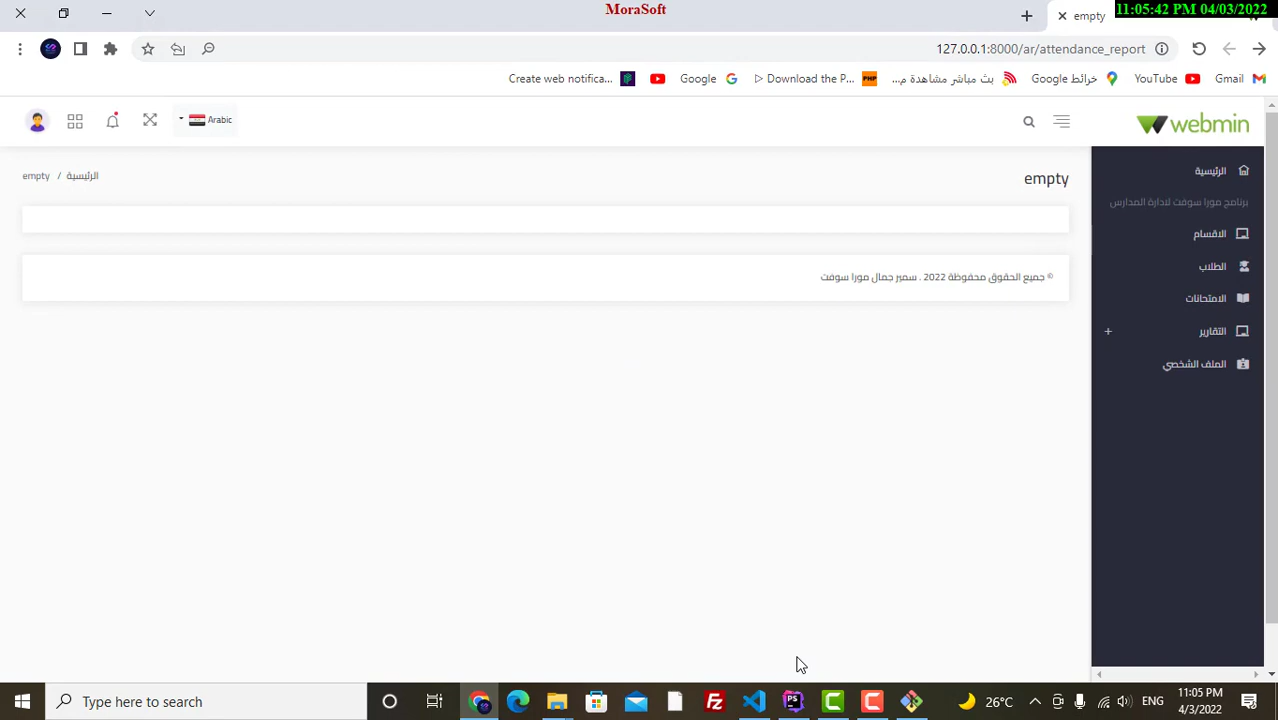 MoraSoft
11:05:42 PM 04/03/2022
empty
127.0.0.1:8000/ar/attendance_report
Create web notifica...
Google
Download the P...
بث مباشر مشاهدة م...
خرائط Google
YouTube
Gmail
Arabic
webmin
الرئيسية / empty
empty
© جميع الحقوق محفوظة 2022 . سمير جمال مورا سوفت
الرئيسية
برنامج مورا سوفت لادارة المدارس
الاقسام
الطلاب
الامتحانات
التقارير
+
الملف الشخصي
Type here to search
26°C
ENG
11:05 PM
4/3/2022